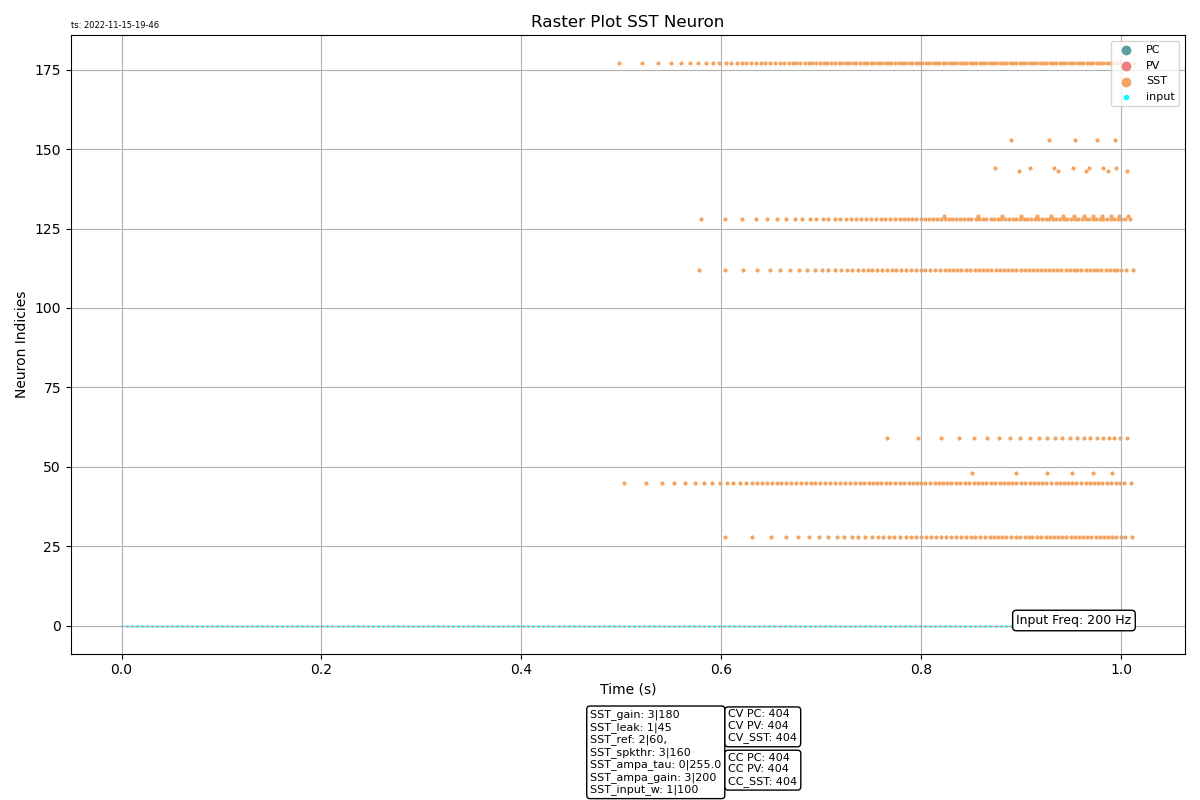 ts: 2022-11-15-19-46
Raster Plot SST Neuron
PC
PV
SST
input
175
150
125
100
75
50
25
0
Neuron Indicies
Input Freq: 200 Hz
0.0 0.2 0.4 0.6 0.8 1.0
Time (s)
SST_gain: 3|180
SST_leak: 1|45
SST_ref: 2|60,
SST_spkthr: 3|160
SST_ampa_tau: 0|255.0
SST_ampa_gain: 3|200
SST_input_w: 1|100
CV PC: 404
CV PV: 404
CV_SST: 404
CC PC: 404
CC PV: 404
CC_SST: 404